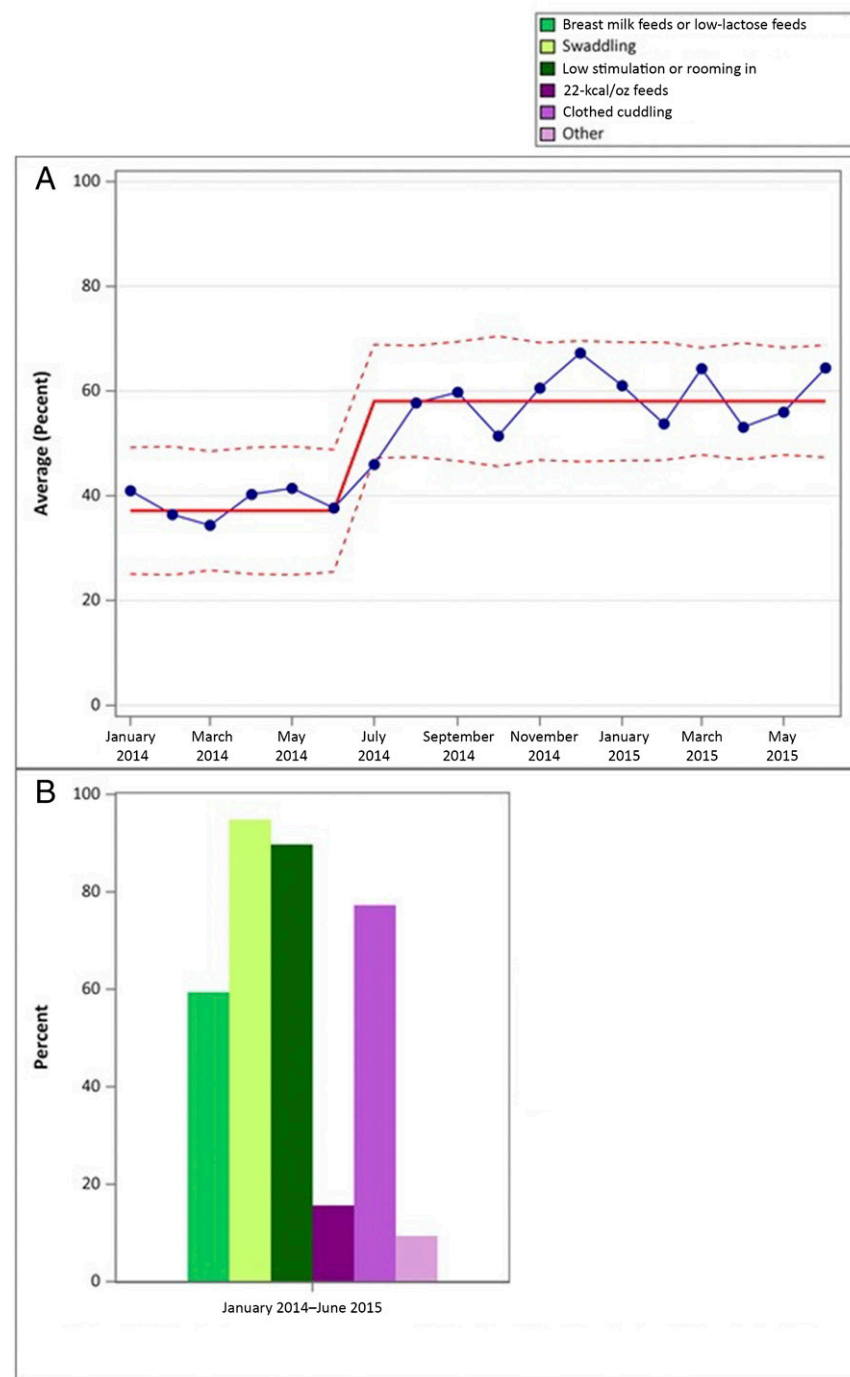 Breast milk feeds or low-lactose feeds
Swaddling
Low stimulation or rooming in
22-kcal/oz feeds
Clothed cuddling
Other
A
100
80
60
40
20
0
Average (Pecent)
January 2014
March 2014
May 2014
July 2014
September 2014
November 2014
January 2015
March 2015
May 2015
B
100
80
60
40
20
0
Percent
January 2014–June 2015